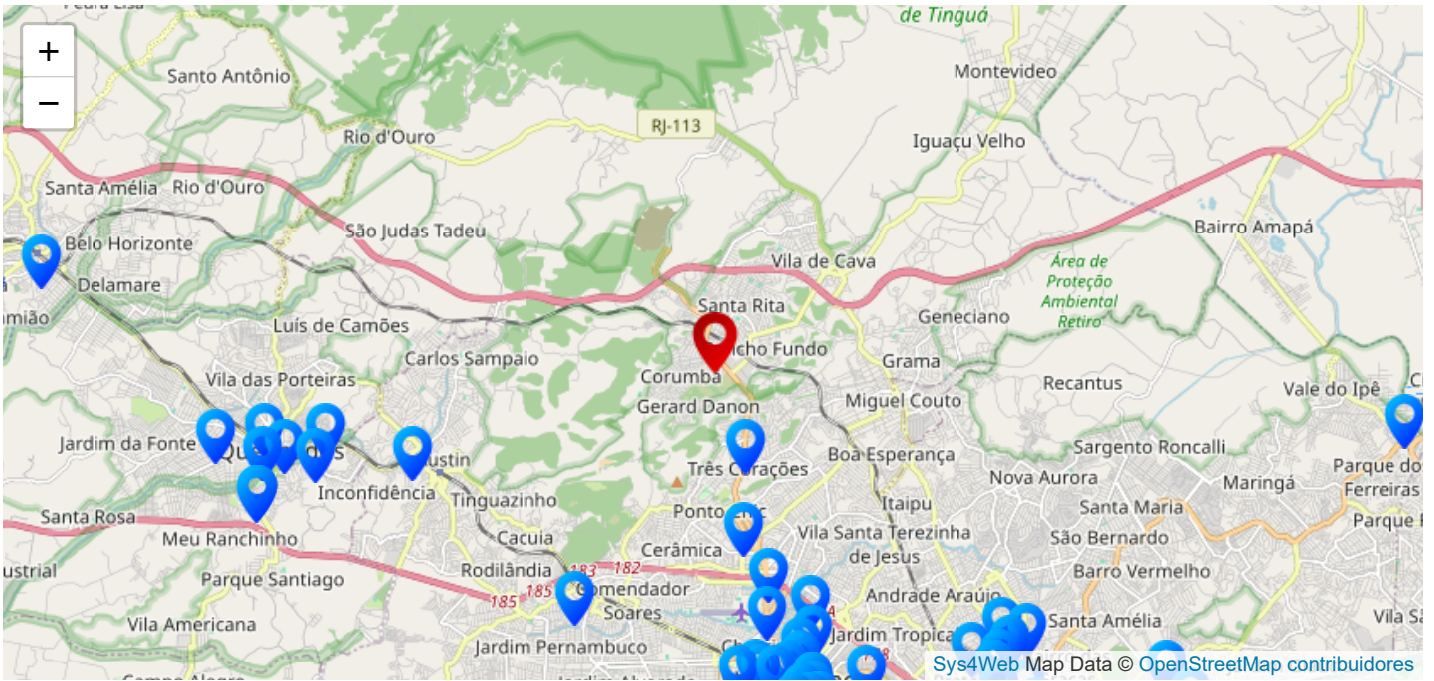 de Tinguá
+
Santo Antônio
Montevideo
−
RJ-113
Rio d'Ouro
Iguaçu Velho
Santa Amélia
Rio d'Ouro
São Judas Tadeu
Bairro Amapá
Belo Horizonte
Vila de Cava
Área de
Proteção
Ambiental
Retiro
Delamare
Santa Rita
Geneciano
Luís de Camões
Carlos Sampaio
Grama
Corumbá
Vila das Porteiras
Recantus
Vale do Ipê
Gerard Danon
Miguel Couto
Jardim da Fonte
Sargento Roncalli
Boa Esperança
Três Corações
Parque do
Ferreiras
Nova Aurora
Maringá
Inconfidência
Tinguazinho
Itaipu
Santa Maria
Santa Rosa
Meu Ranchinho
Cacuia
Cerâmica
Vila Santa Terezinha
de Jesus
São Bernardo
Rodilândia
183
182
Barro Vermelho
Parque Santiago
185
185
Comendador
Soares
Andrade Araújo
Vila Americana
Santa Amélia
Jardim Pernambuco
Jardim Tropica
Sys4Web Map Data © OpenStreetMap contribuidores